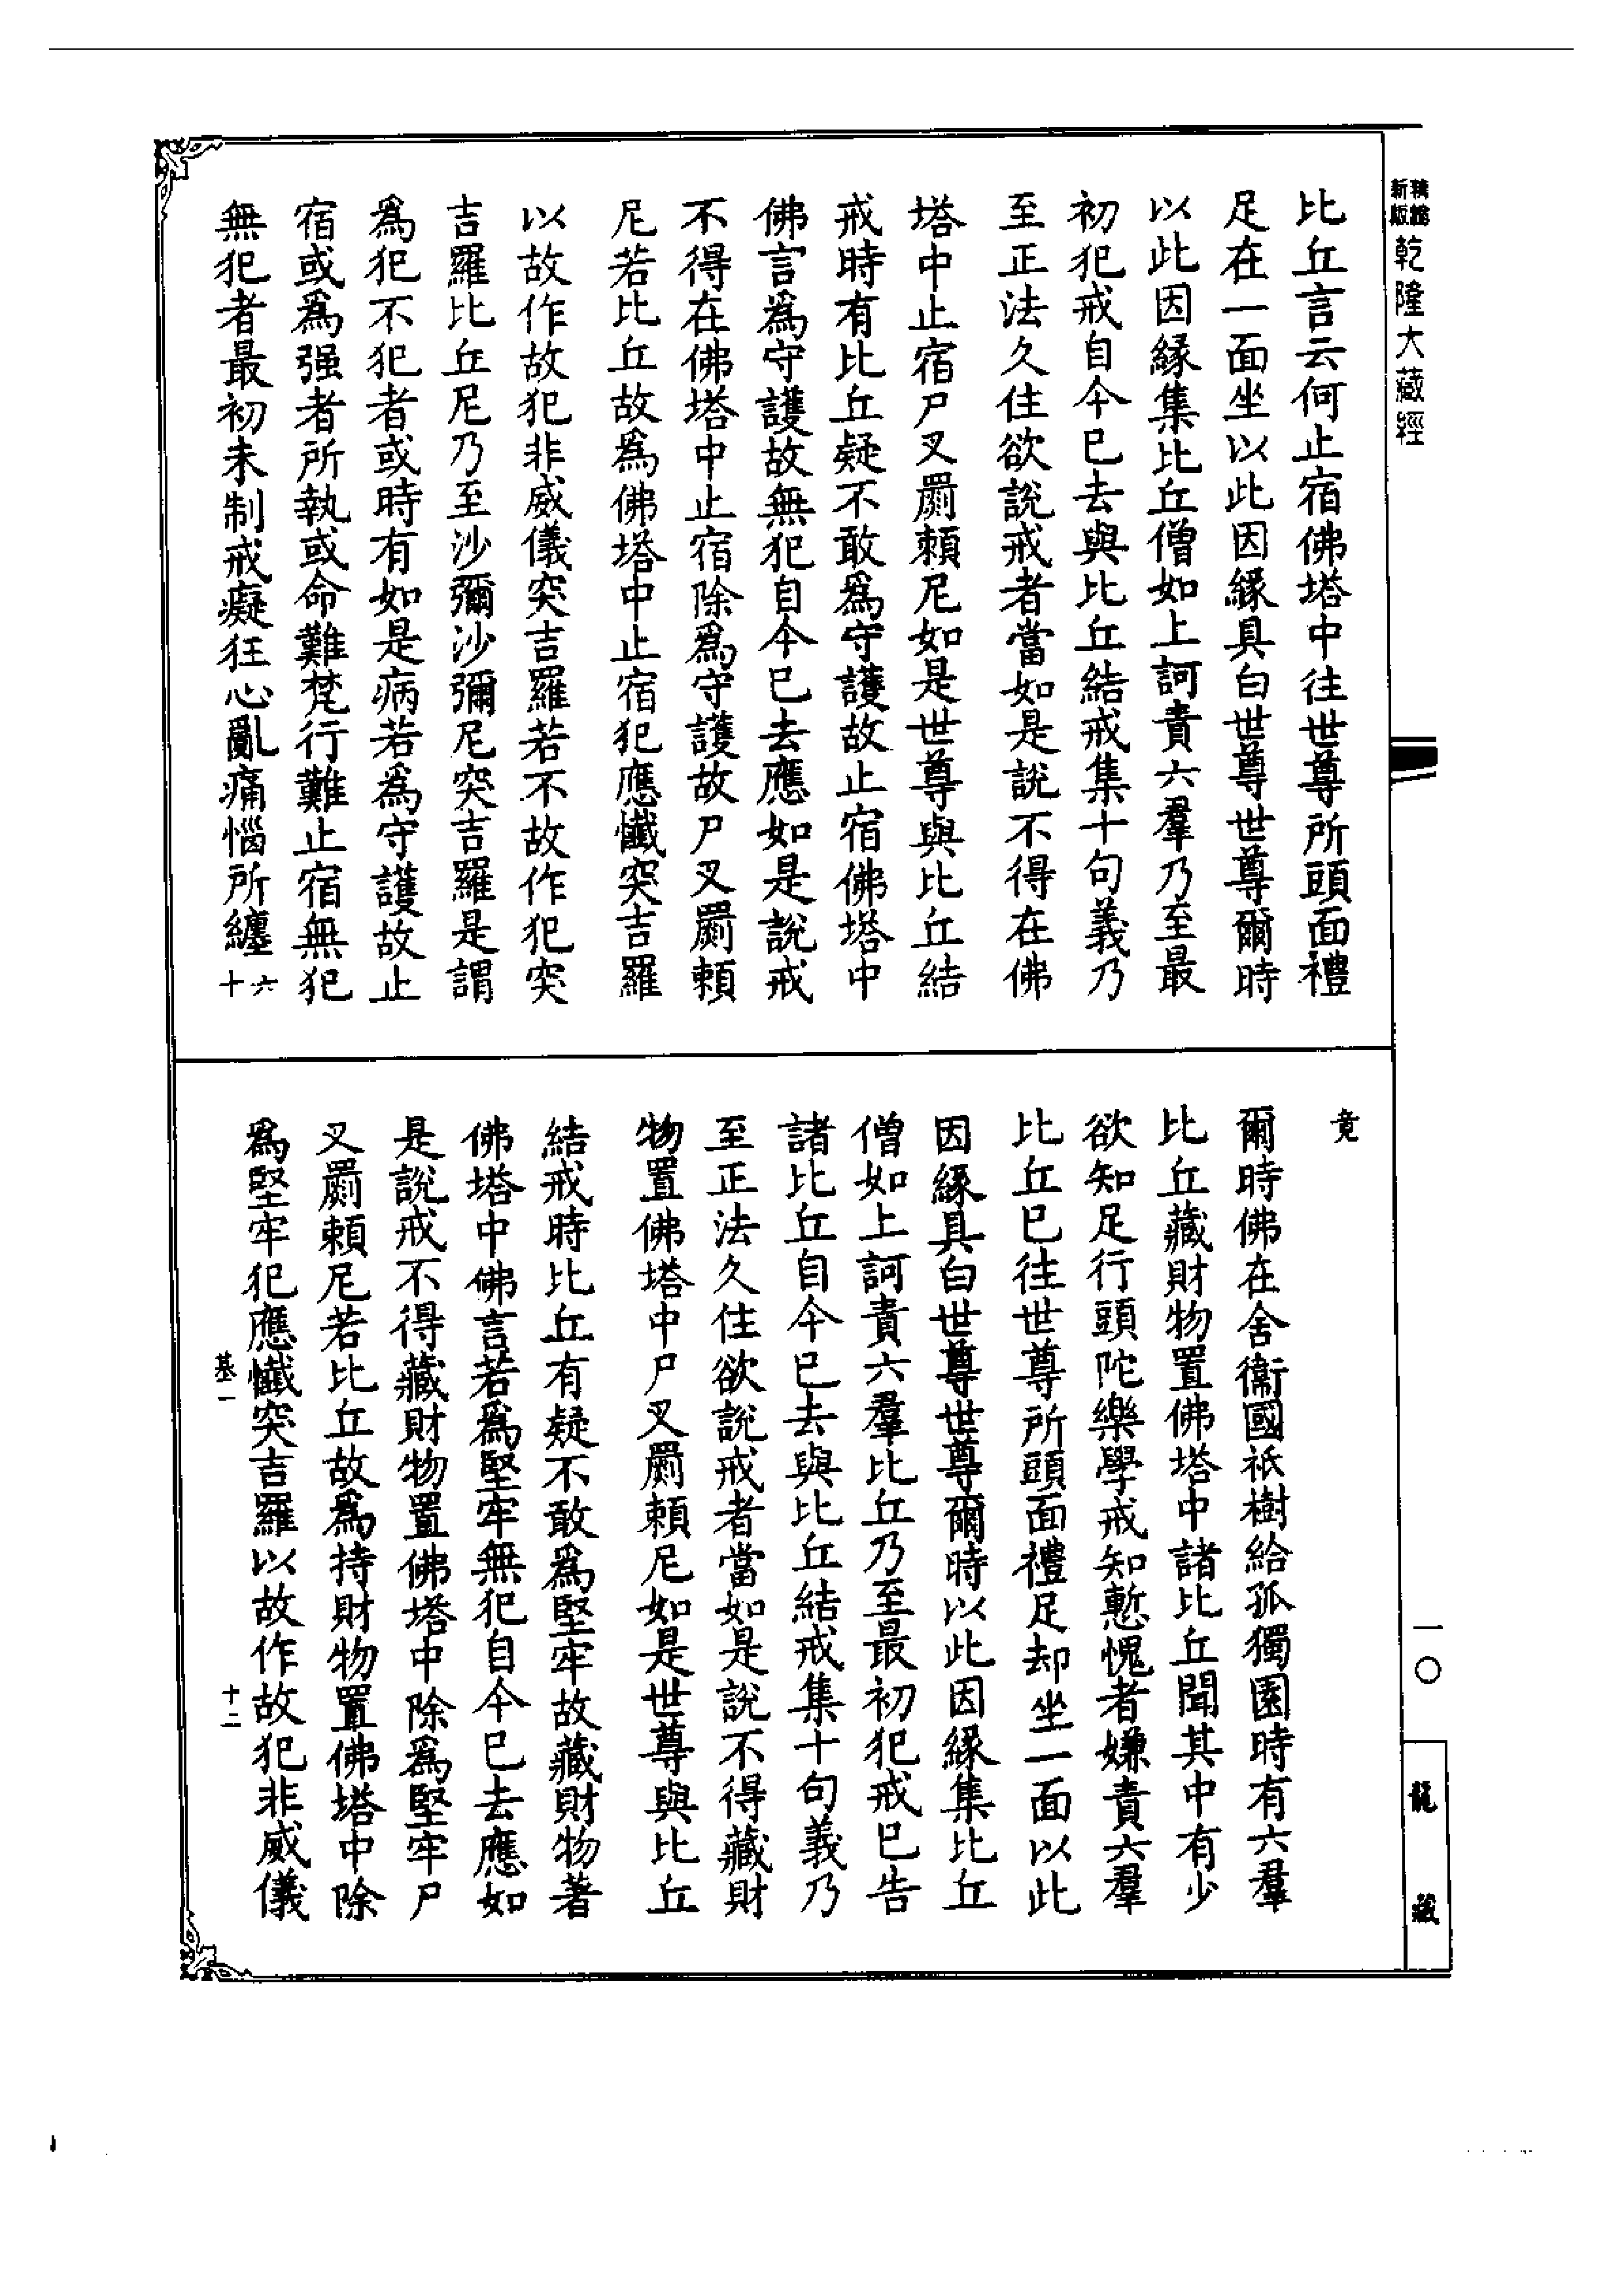 新版精縮乾隆大藏經
比丘言云何止宿佛塔中往世尊所頭面禮
足在一面坐以此因緣具白世尊世尊爾時
以此因緣集比丘僧如上訶責六羣乃至最
初犯戒自今已去與比丘結戒集十句義乃
至正法久住欲說戒者當如是說不得在佛
塔中止宿尸叉罽賴尼如是世尊與比丘結
戒時有比丘疑不敢爲守護故止宿佛塔中
佛言爲守護故無犯自今已去應如是說戒
不得在佛塔中止宿除爲守護故尸叉罽賴
尼若比丘故爲佛塔中止宿犯應懺突吉羅
以故作故犯非威儀突吉羅若不故作犯突
吉羅比丘尼乃至沙彌沙彌尼突吉羅是謂
爲犯不犯者或時有如是病若爲守護故止
宿或爲强者所執或命難梵行難止宿無犯
無犯者最初未制戒癡狂心亂痛惱所纏六十
竟
爾時佛在舍衞國祇樹給孤獨園時有六羣
比丘藏財物置佛塔中諸比丘聞其中有少
欲知足行頭陀樂學戒知慙愧者嫌責六羣
比丘已往世尊所頭面禮足却坐一面以此
因緣具白世尊世尊爾時以此因緣集比丘
僧如上訶責六羣比丘乃至最初犯戒已告
諸比丘自今已去與比丘結戒集十句義乃
至正法久住欲說戒者當如是說不得藏財
物置佛塔中尸叉罽賴尼如是世尊與比丘
結戒時比丘有疑不敢爲堅牢故藏財物著
佛塔中佛言若爲堅牢無犯自今已去應如
是說戒不得藏財物置佛塔中除爲堅牢尸
叉罽賴尼若比丘故爲持財物置佛塔中除
爲堅牢犯應懺突吉羅以故作故犯非威儀
基一
十二
一〇
龍藏